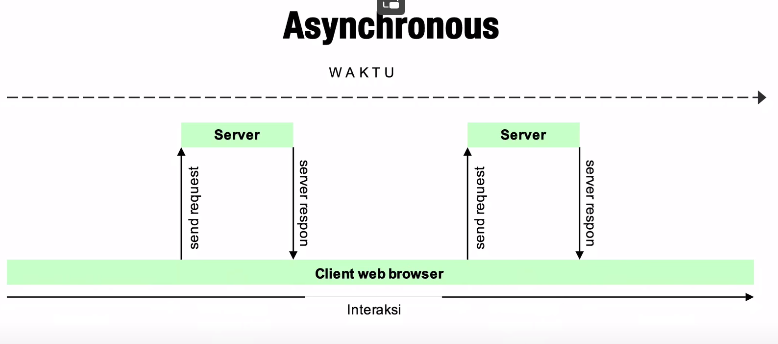 Asynchronous
WAKTU
Server
Server
send request
server respon
send request
server respon
Client web browser
Interaksi